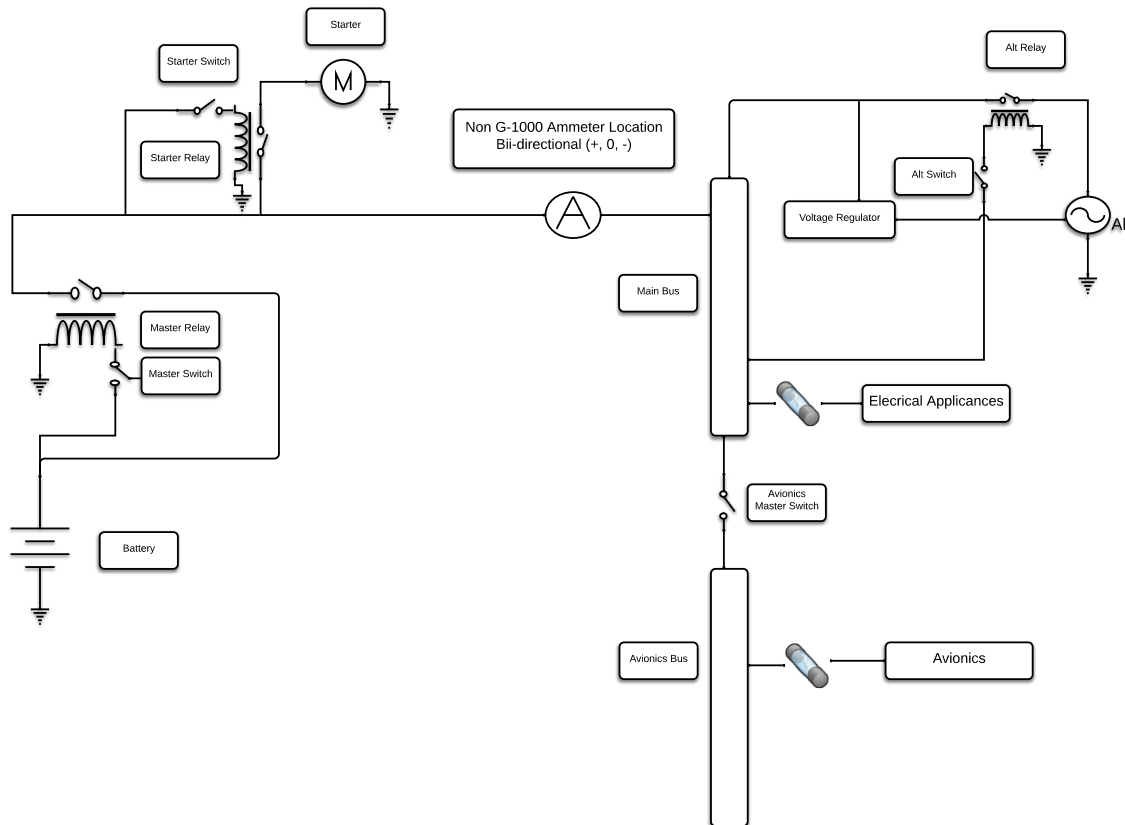 Starter
Starter Switch
Alt Relay
Non G-1000 Ammeter Location
Bii-directional (+, 0, -)
M
Starter Relay
Alt Switch
A
Voltage Regulator
Al
Main Bus
Master Relay
Master Switch
Elecrical Applicances
Avionics
Master Switch
Battery
Avionics Bus
Avionics